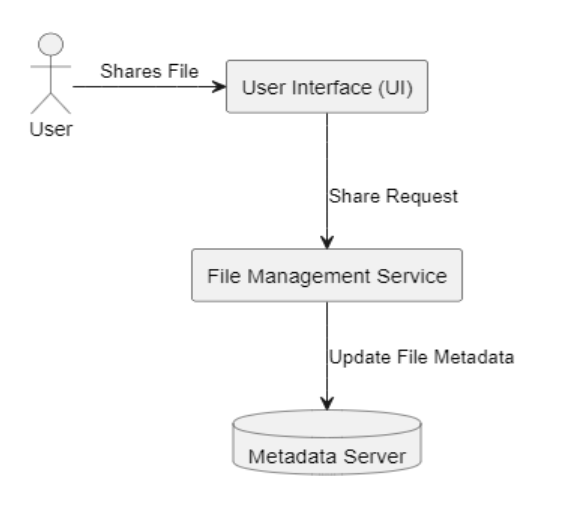 Shares File
User Interface (UI)
User
Share Request
File Management Service
Update File Metadata
Metadata Server